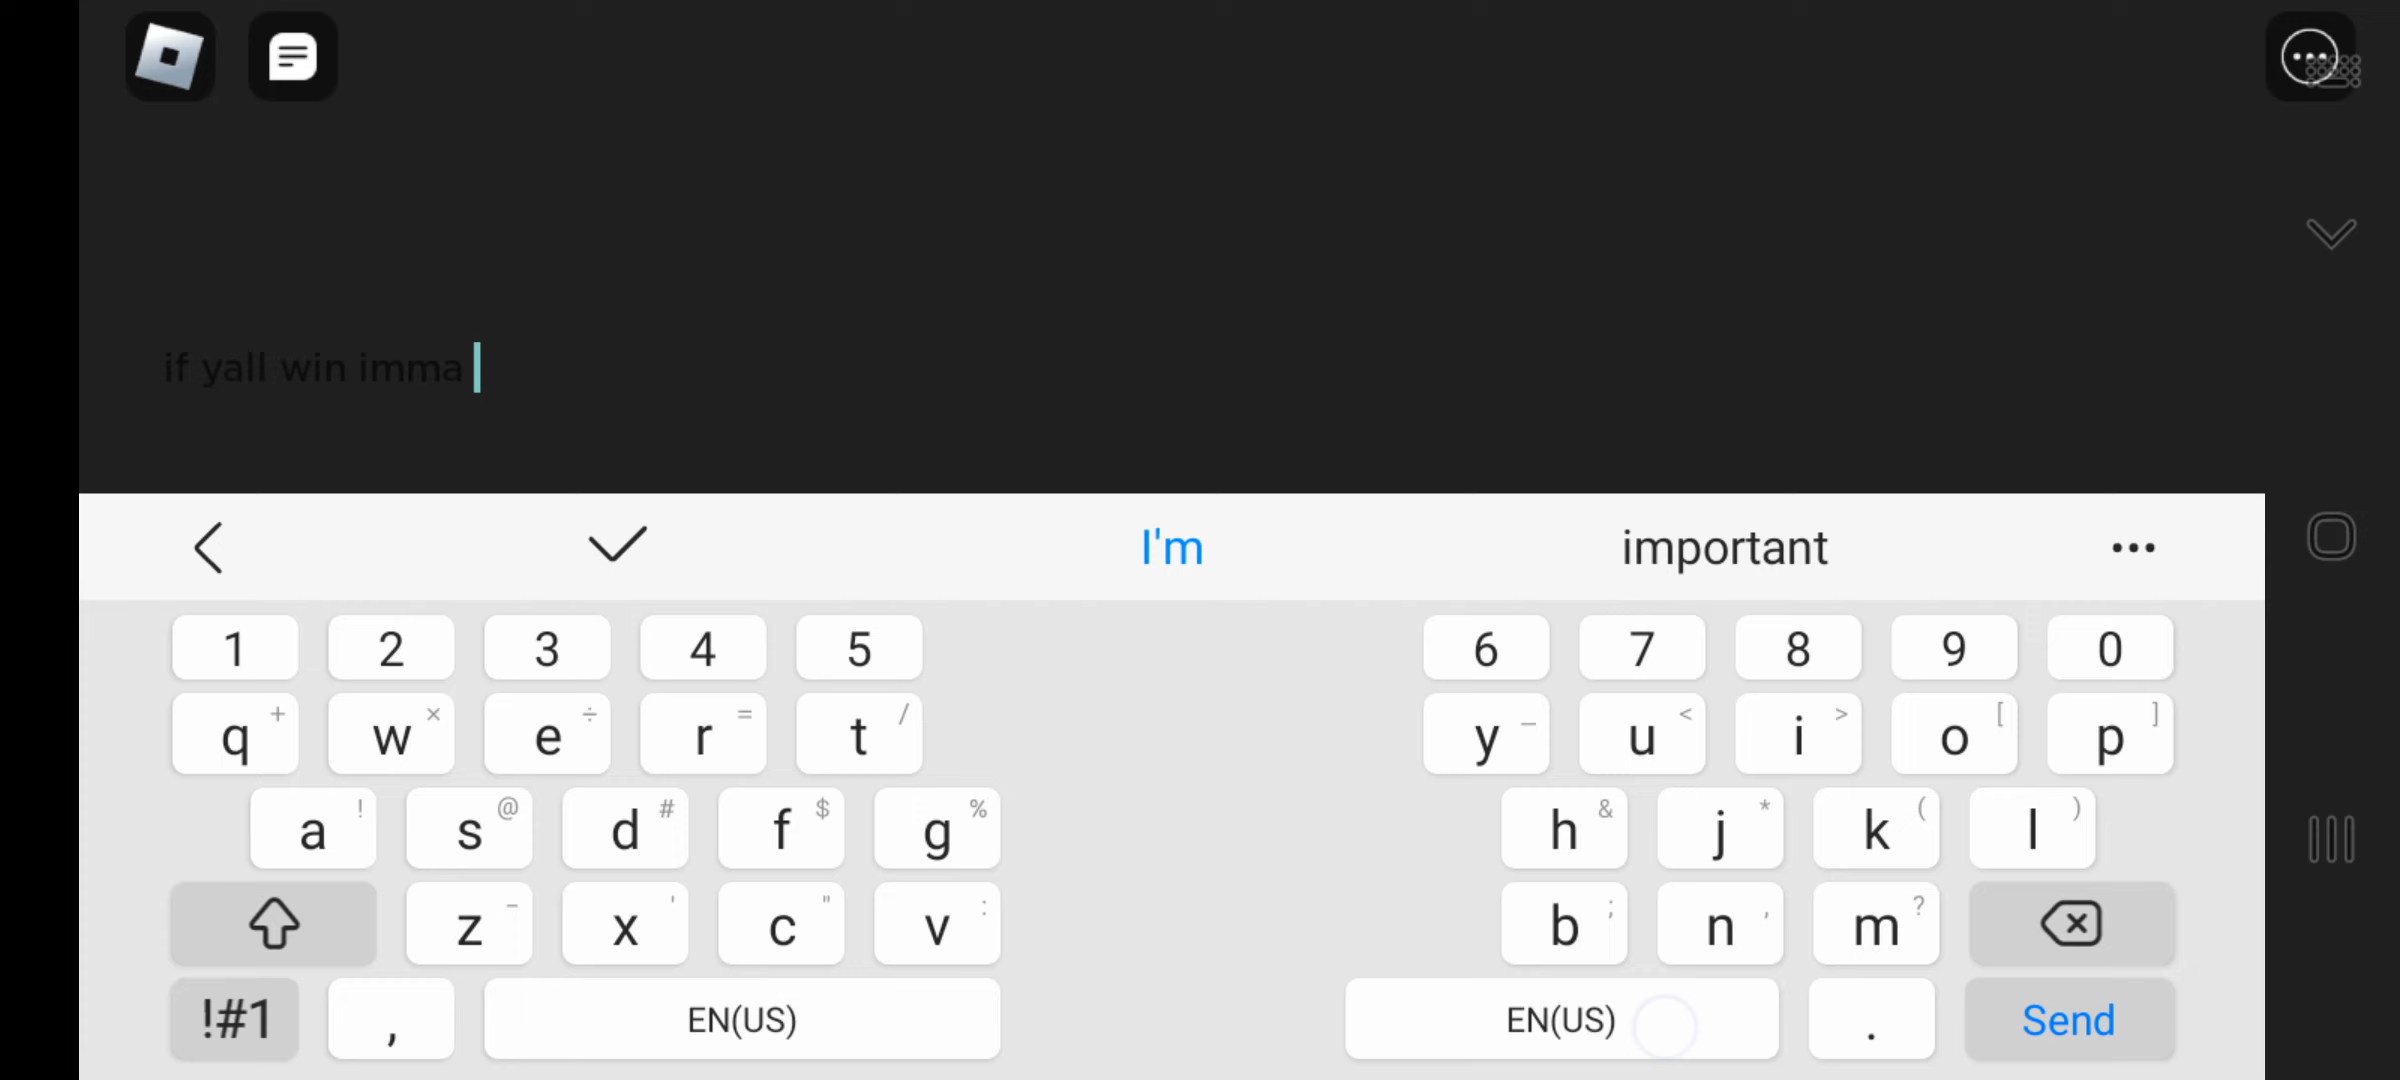 if yall win imma
I'm important
1 2 3 4 5 6 7 8 9 0
q + w × e ÷ r = t / y _ u < i > o [ p ]
a ! s @ d # f $ g % h & j * k ( l )
z - x ' c " v : b ; n , m ?
!#1 , EN(US) EN(US) . Send